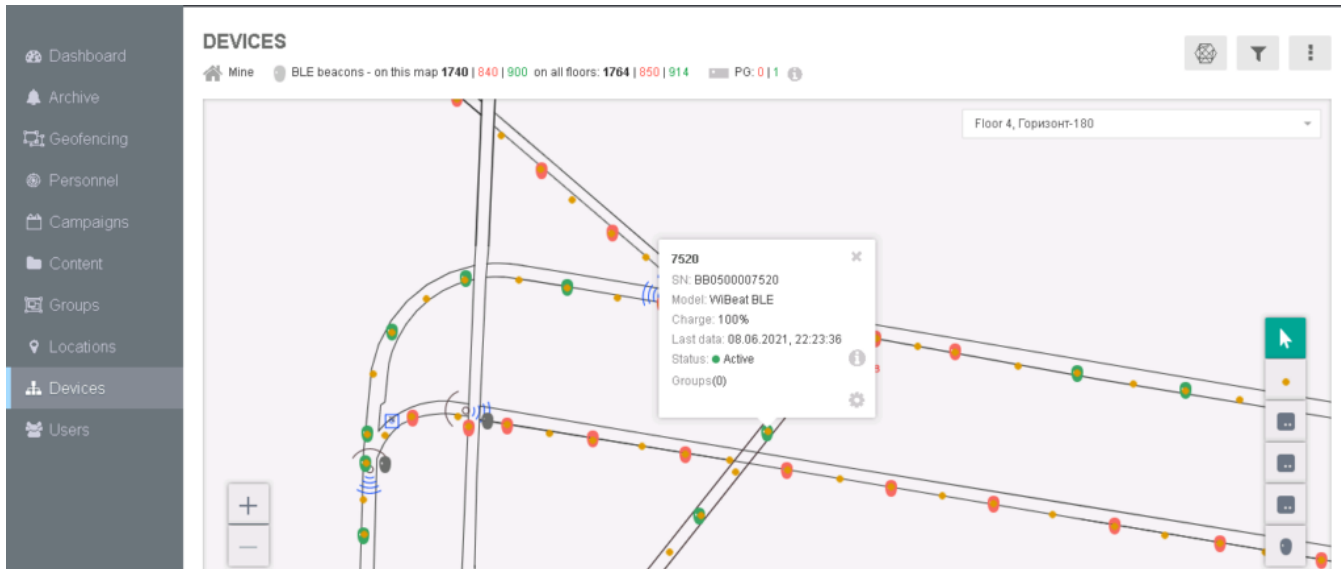 Dashboard
Archive
Geofencing
Personnel
Campaigns
Content
Groups
Locations
Devices
Users
DEVICES
Mine BLE beacons - on this map 1740 | 840 | 900 on all floors: 1764 | 850 | 914 PG: 0 | 1
Floor 4, Горизонт-180
7520
SN: BB0500007520
Model: WiBeat BLE
Charge: 100%
Last data: 08.06.2021, 22:23:36
Status: Active
Groups(0)